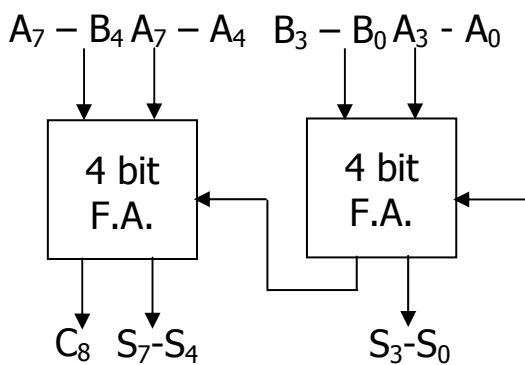 A₇ – B₄ A₇ – A₄ B₃ – B₀ A₃ - A₀
4 bit
F.A.
4 bit
F.A.
C₈ S₇-S₄ S₃-S₀